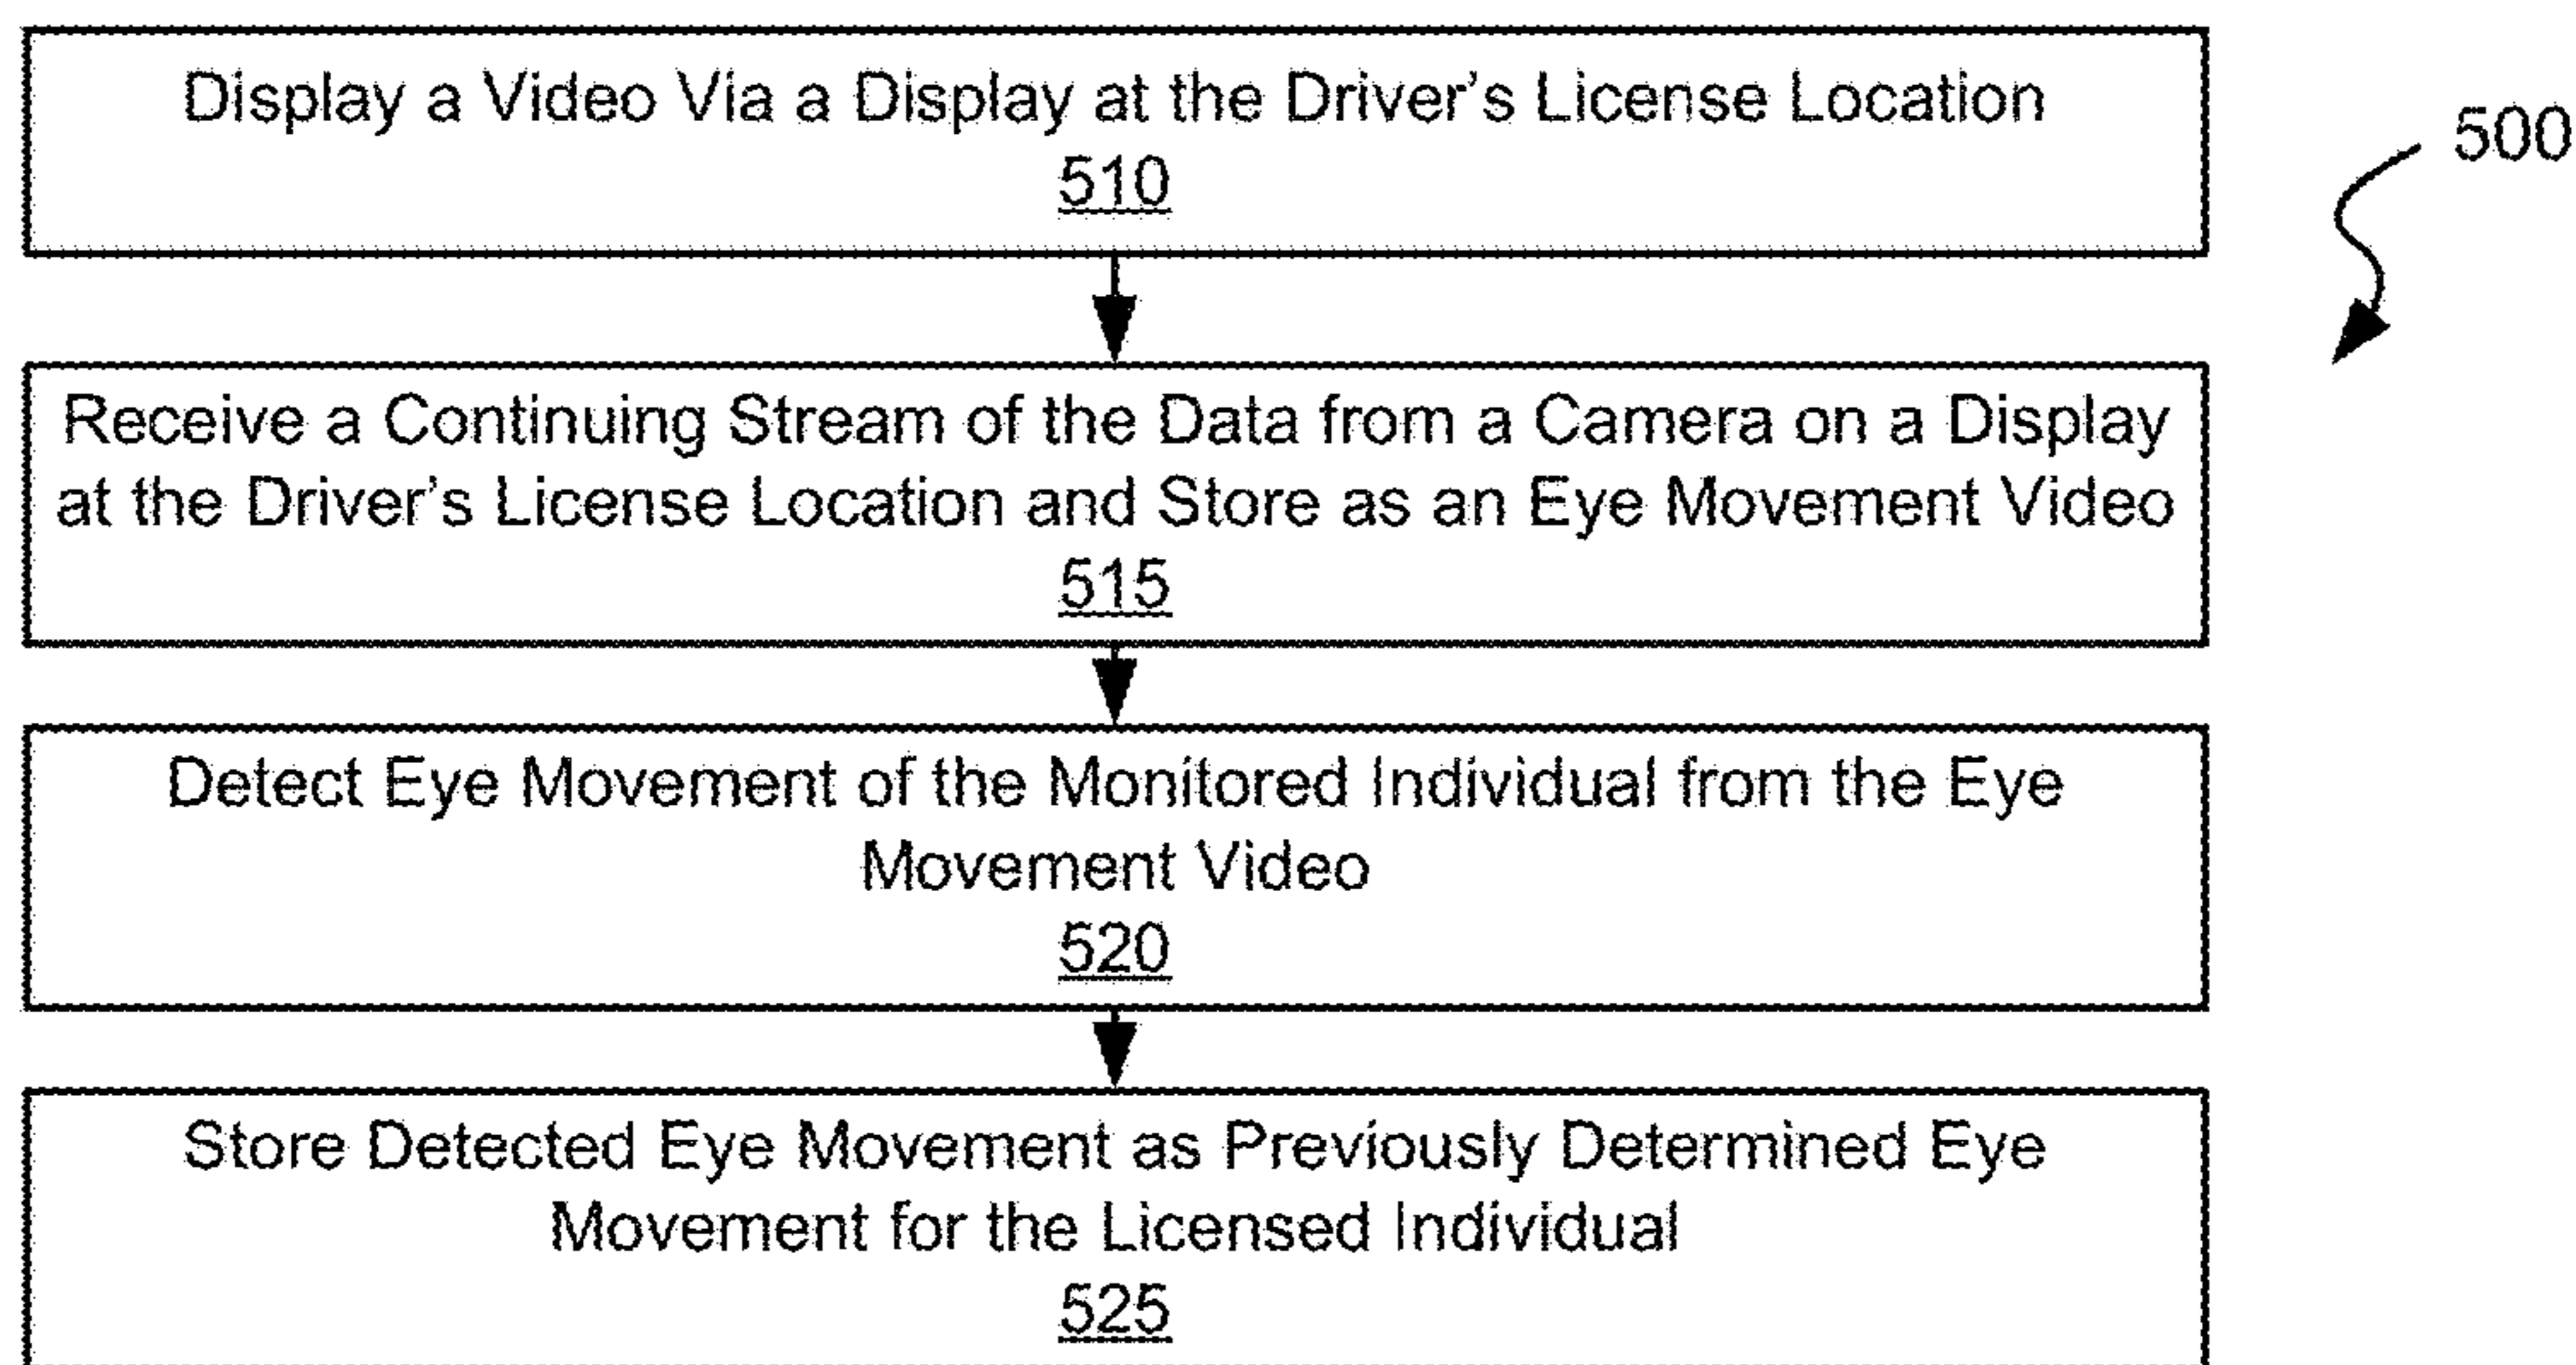 Display a Video Via a Display at the Driver's License Location
510
500
Receive a Continuing Stream of the Data from a Camera on a Display
at the Driver's License Location and Store as an Eye Movement Video
515
Detect Eye Movement of the Monitored Individual from the Eye
Movement Video
520
Store Detected Eye Movement as Previously Determined Eye
Movement for the Licensed Individual
525